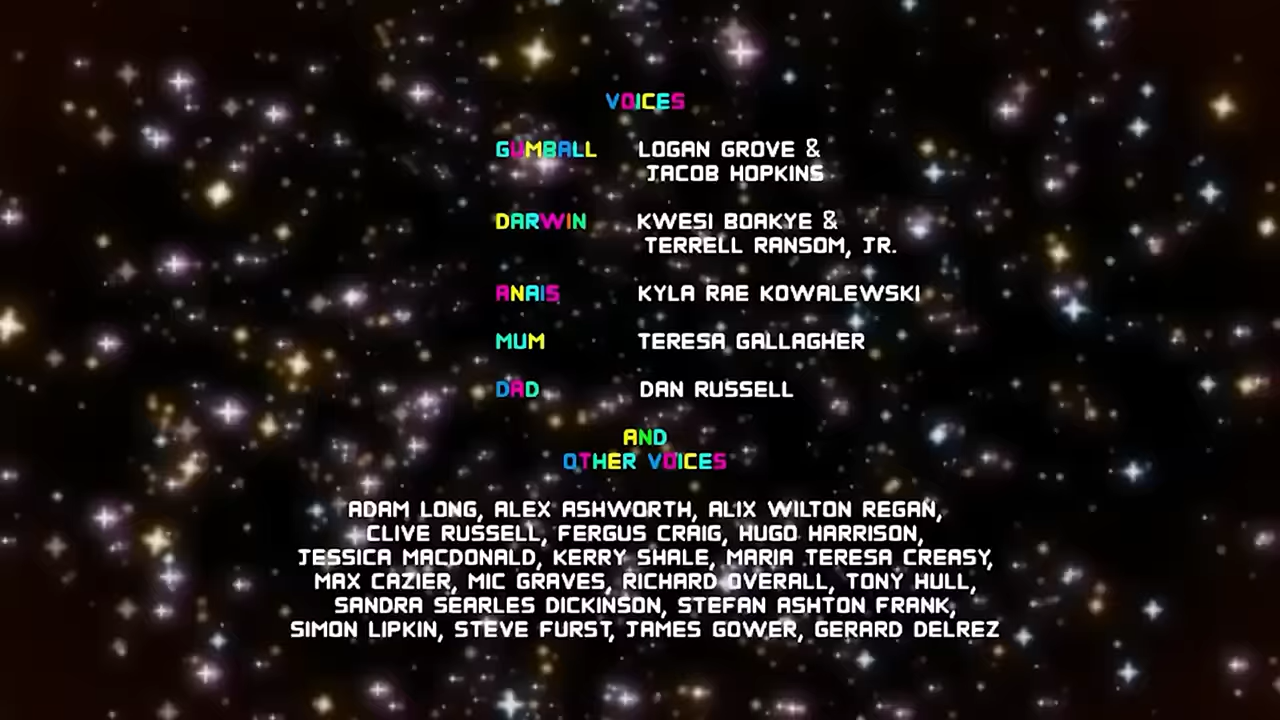 VOICES
GUMBALL LOGAN GROVE &
JACOB HOPKINS
DARWIN KWESI BOAKYE &
TERRELL RANSOM, JR.
ANAIS KYLA RAE KOWALEWSKI
MUM TERESA GALLAGHER
DAD DAN RUSSELL
AND
OTHER VOICES
ADAM LONG, ALEX ASHWORTH, ALIX WILTON REGAN,
CLIVE RUSSELL, FERGUS CRAIG, HUGO HARRISON,
JESSICA MACDONALD, KERRY SHALE, MARIA TERESA CREASY,
MAX CAZIER, MIC GRAVES, RICHARD OVERALL, TONY HULL,
SANDRA SEARLES DICKINSON, STEFAN ASHTON FRANK,
SIMON LIPKIN, STEVE FURST, JAMES GOWER, GERARD DELREZ